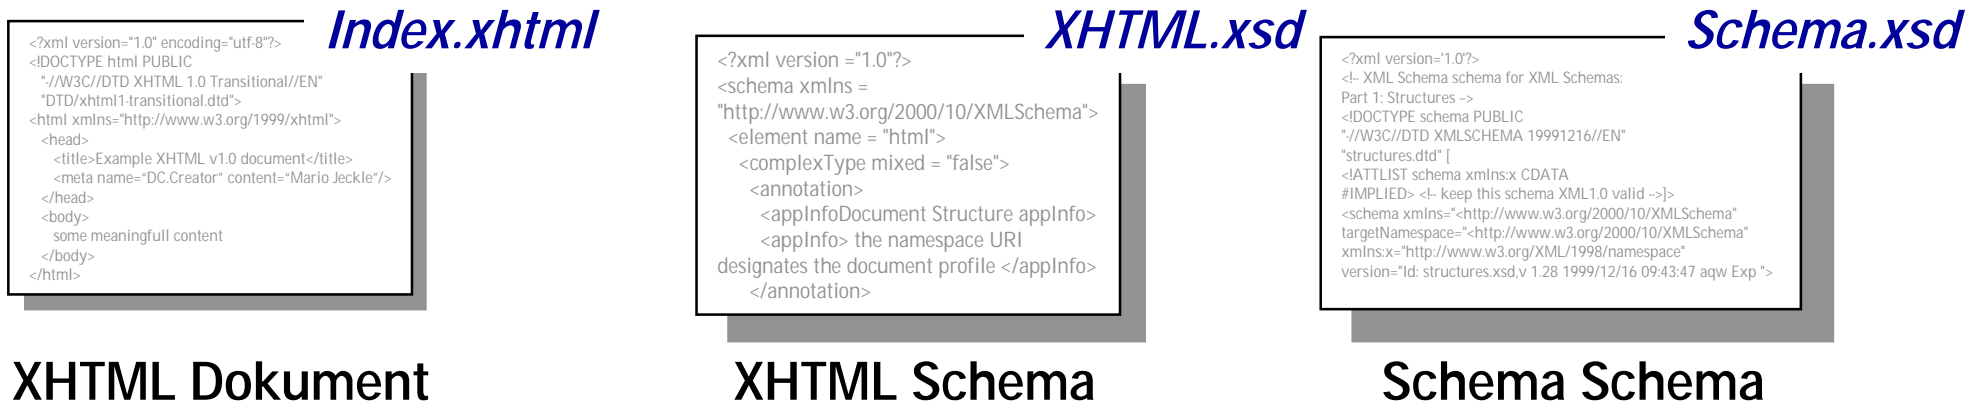 Index.xhtml
<?xml version="1.0" encoding="utf-8"?>
<!DOCTYPE html PUBLIC
"-//W3C//DTD XHTML 1.0 Transitional//EN"
"DTD/xhtml1-transitional.dtd">
<html xmlns="http://www.w3.org/1999/xhtml">
<head>
<title>Example XHTML v1.0 document</title>
<meta name=“DC.Creator” content=“Mario Jeckle”/>
</head>
<body>
some meaningfull content
</body>
</html>
XHTML Dokument
XHTML.xsd
<?xml version ="1.0"?>
<schema xmlns =
"http://www.w3.org/2000/10/XMLSchema">
<element name = "html">
<complexType mixed = "false">
<annotation>
<appInfoDocument Structure appInfo>
<appInfo> the namespace URI
designates the document profile </appInfo>
</annotation>
XHTML Schema
Schema.xsd
<?xml version='1.0'?>
<!-- XML Schema schema for XML Schemas:
Part 1: Structures -->
<!DOCTYPE schema PUBLIC
"-//W3C//DTD XMLSCHEMA 19991216//EN"
"structures.dtd" [
<!ATTLIST schema xmlns:x CDATA
#IMPLIED> <!-- keep this schema XML1.0 valid -->]>
<schema xmlns="<http://www.w3.org/2000/10/XMLSchema"
targetNamespace="<http://www.w3.org/2000/10/XMLSchema"
xmlns:x="http://www.w3.org/XML/1998/namespace"
version="Id: structures.xsd,v 1.28 1999/12/16 09:43:47 aqw Exp ">
Schema Schema